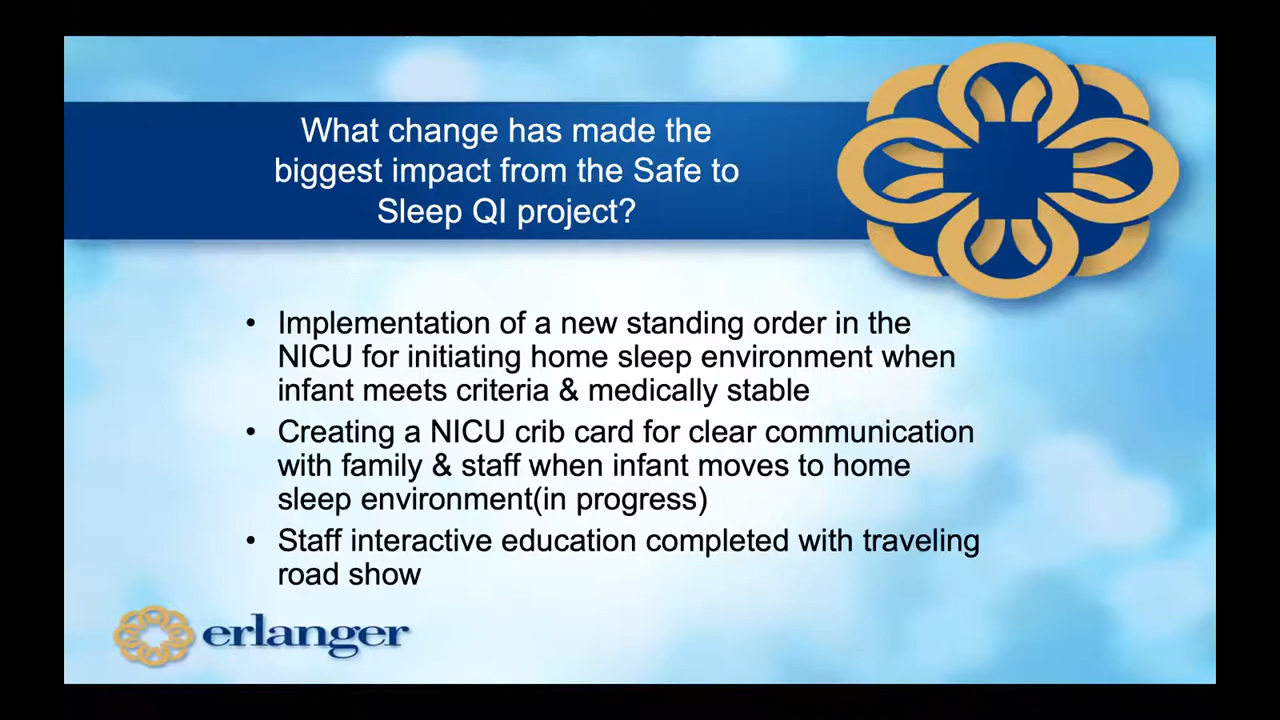 What change has made the
biggest impact from the Safe to
Sleep QI project?
• Implementation of a new standing order in the
NICU for initiating home sleep environment when
infant meets criteria & medically stable
• Creating a NICU crib card for clear communication
with family & staff when infant moves to home
sleep environment(in progress)
• Staff interactive education completed with traveling
road show
erlanger